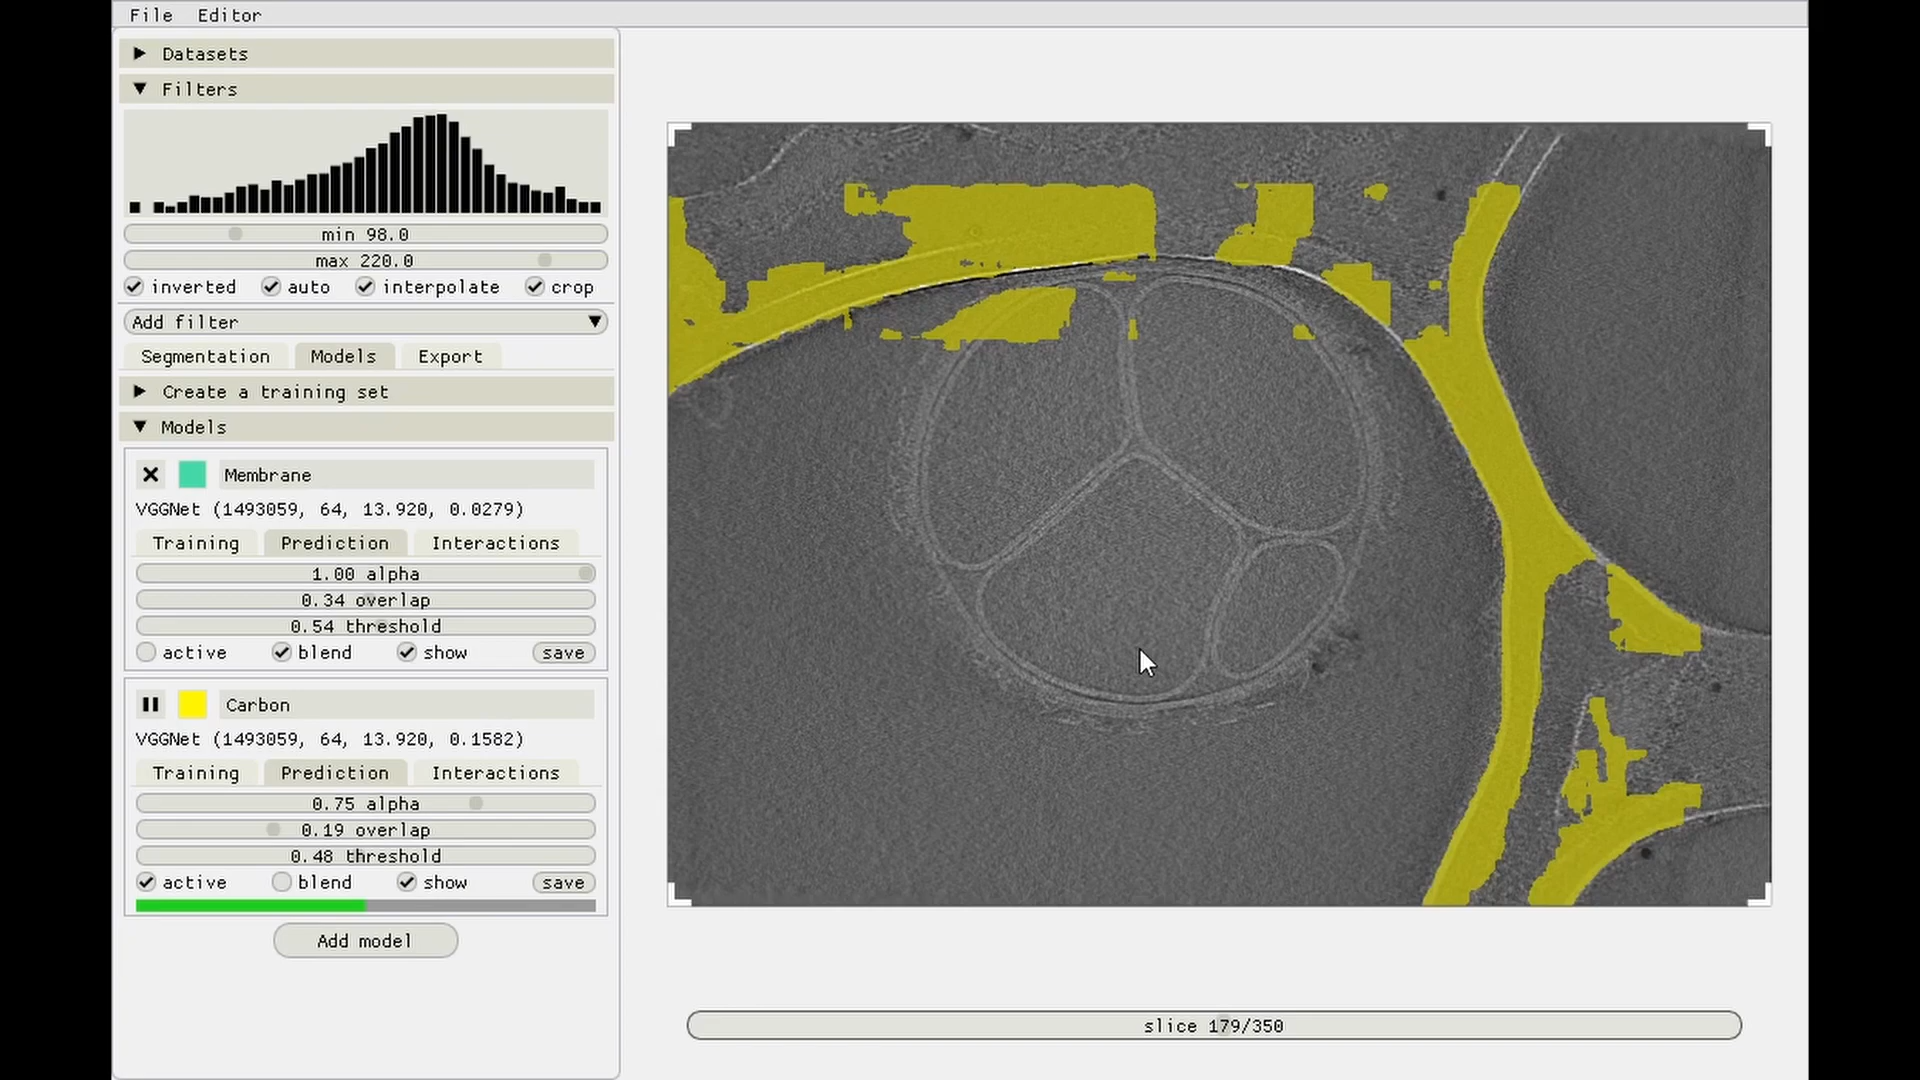 File Editor
Datasets
Filters
min 98.0
max 220.0
inverted auto interpolate crop
Add filter
Segmentation Models Export
Create a training set
Models
Membrane
VGGNet (1493059, 64, 13.920, 0.0279)
Training Prediction Interactions
1.00 alpha
0.34 overlap
0.54 threshold
active blend show save
Carbon
VGGNet (1493059, 64, 13.920, 0.1582)
Training Prediction Interactions
0.75 alpha
0.19 overlap
0.48 threshold
active blend show save
Add model
slice 179/350